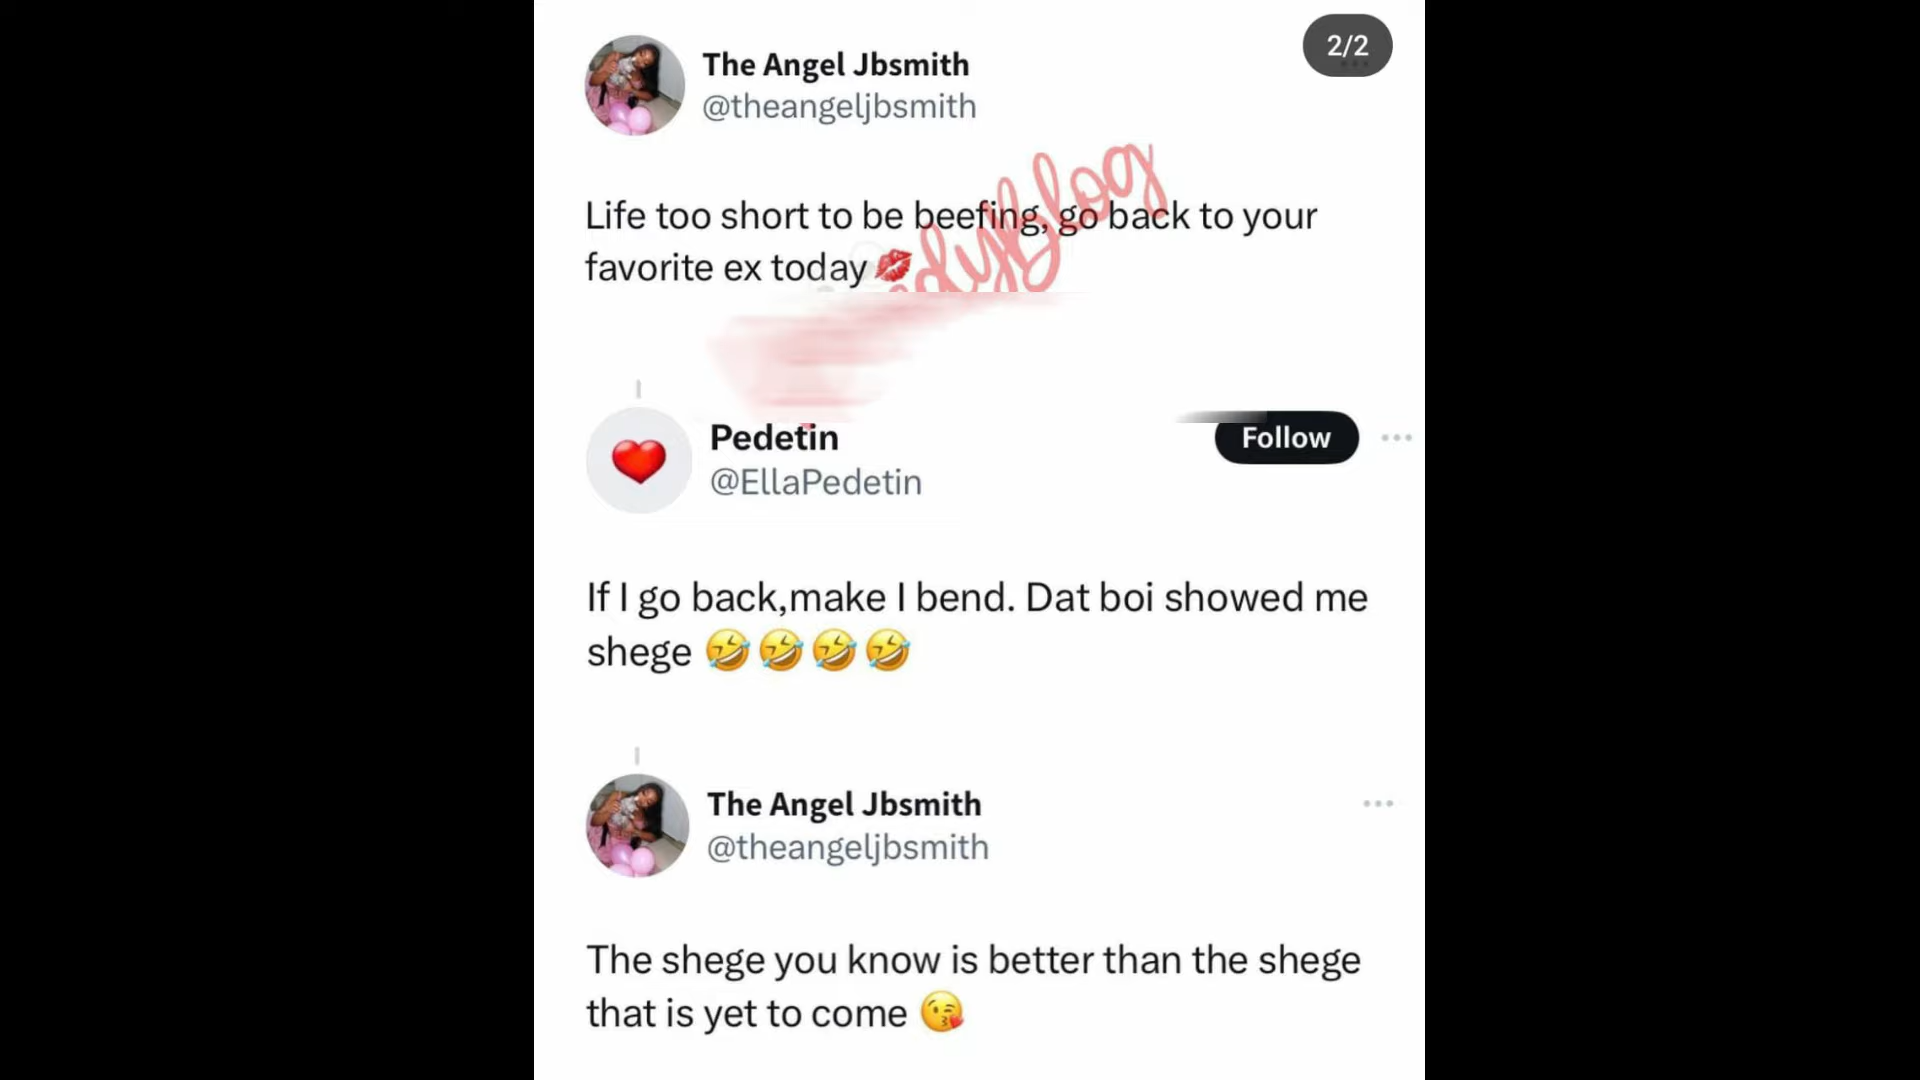 The Angel Jbsmith
2/2
@theangeljbsmith
Life too short to be beefing, go back to your
favorite ex today💋
Pedetin
Follow
@EllaPedetin
If I go back,make I bend. Dat boi showed me
shege 🤣🤣🤣🤣
The Angel Jbsmith
@theangeljbsmith
The shege you know is better than the shege
that is yet to come 😘